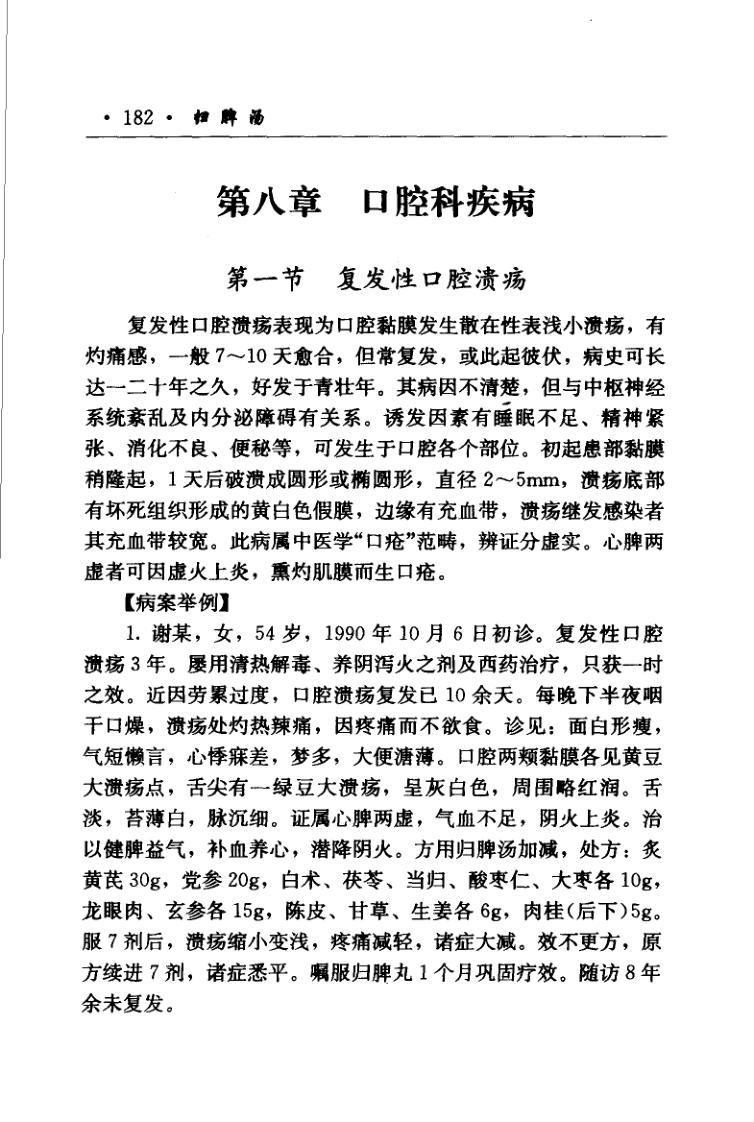 · 182 · 归脾汤
第八章 口腔科疾病
第一节 复发性口腔溃疡
复发性口腔溃疡表现为口腔黏膜发生散在性表浅小溃疡，有
灼痛感，一般 7～10 天愈合，但常复发，或此起彼伏，病史可长
达一二十年之久，好发于青壮年。其病因不清楚，但与中枢神经
系统紊乱及内分泌障碍有关系。诱发因素有睡眠不足、精神紧
张、消化不良、便秘等，可发生于口腔各个部位。初起患部黏膜
稍隆起，1 天后破溃成圆形或椭圆形，直径 2～5mm，溃疡底部
有坏死组织形成的黄白色假膜，边缘有充血带，溃疡继发感染者
其充血带较宽。此病属中医学“口疮”范畴，辨证分虚实。心脾两
虚者可因虚火上炎，熏灼肌膜而生口疮。
【病案举例】
1. 谢某，女，54 岁，1990 年 10 月 6 日初诊。复发性口腔
溃疡 3 年。屡用清热解毒、养阴泻火之剂及西药治疗，只获一时
之效。近因劳累过度，口腔溃疡复发已 10 余天。每晚下半夜咽
干口燥，溃疡处灼热辣痛，因疼痛而不欲食。诊见：面白形瘦，
气短懒言，心悸寐差，梦多，大便溏薄。口腔两颊黏膜各见黄豆
大溃疡点，舌尖有一绿豆大溃疡，呈灰白色，周围略红润。舌
淡，苔薄白，脉沉细。证属心脾两虚，气血不足，阴火上炎。治
以健脾益气，补血养心，潜降阴火。方用归脾汤加减，处方：炙
黄芪 30g，党参 20g，白术、茯苓、当归、酸枣仁、大枣各 10g，
龙眼肉、玄参各 15g，陈皮、甘草、生姜各 6g，肉桂（后下）5g。
服 7 剂后，溃疡缩小变浅，疼痛减轻，诸症大减。效不更方，原
方续进 7 剂，诸症悉平。嘱服归脾丸 1 个月巩固疗效。随访 8 年
余未复发。